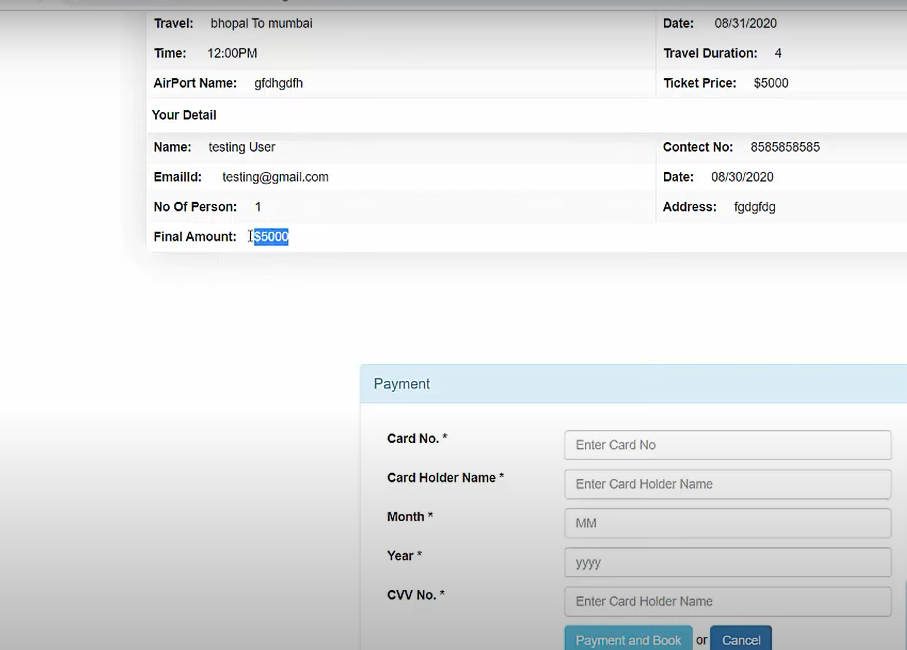 Travel: bhopal To mumbai Date: 08/31/2020
Time: 12:00PM Travel Duration: 4
AirPort Name: gfdhgdfh Ticket Price: $5000
Your Detail
Name: testing User Contect No: 8585858585
EmailId: testing@gmail.com Date: 08/30/2020
No Of Person: 1 Address: fgdgfdg
Final Amount: $5000
Payment
Card No. * Enter Card No
Card Holder Name * Enter Card Holder Name
Month * MM
Year * yyyy
CVV No. * Enter Card Holder Name
Payment and Book or Cancel